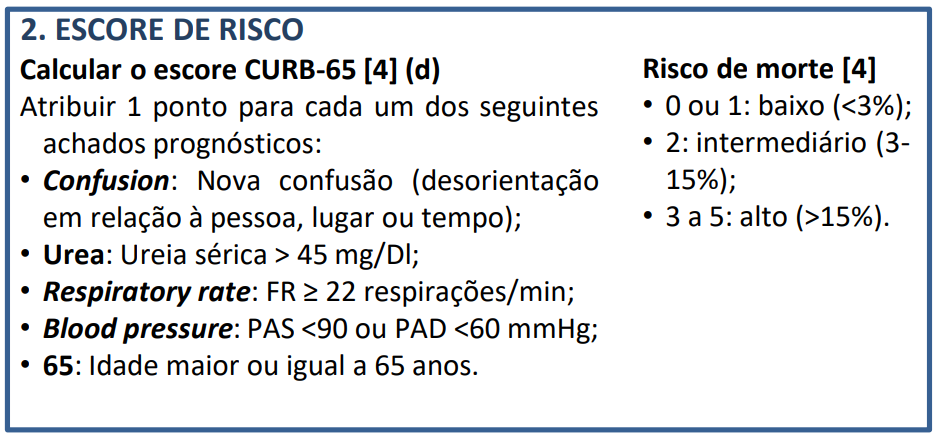 2. ESCORE DE RISCO
Calcular o escore CURB-65 [4] (d)
Atribuir 1 ponto para cada um dos seguintes
achados prognósticos:
• Confusion: Nova confusão (desorientação
em relação à pessoa, lugar ou tempo);
• Urea: Ureia sérica > 45 mg/Dl;
• Respiratory rate: FR ≥ 22 respirações/min;
• Blood pressure: PAS <90 ou PAD <60 mmHg;
• 65: Idade maior ou igual a 65 anos.
Risco de morte [4]
• 0 ou 1: baixo (<3%);
• 2: intermediário (3-
15%);
• 3 a 5: alto (>15%).